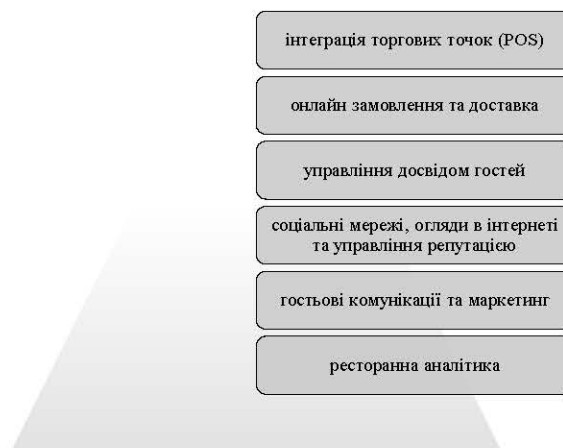 інтеграція торгових точок (POS)
онлайн замовлення та доставка
управління досвідом гостей
соціальні мережі, огляди в інтернеті
та управління репутацією
гостьові комунікації та маркетинг
ресторанна аналітика